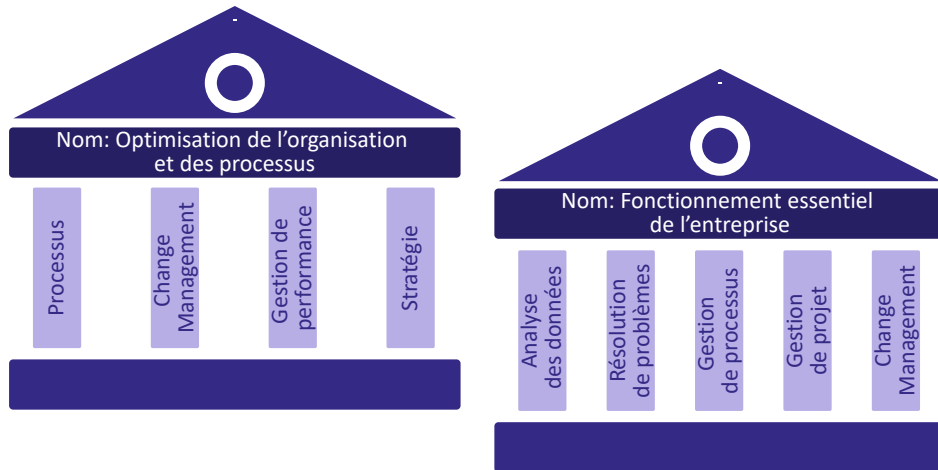 Nom: Optimisation de l’organisation
et des processus
Processus
Change
Management
Gestion de
performance
Stratégie
Nom: Fonctionnement essentiel
de l’entreprise
Analyse
des données
Résolution
de problèmes
Gestion
de processus
Gestion
de projet
Change
Management